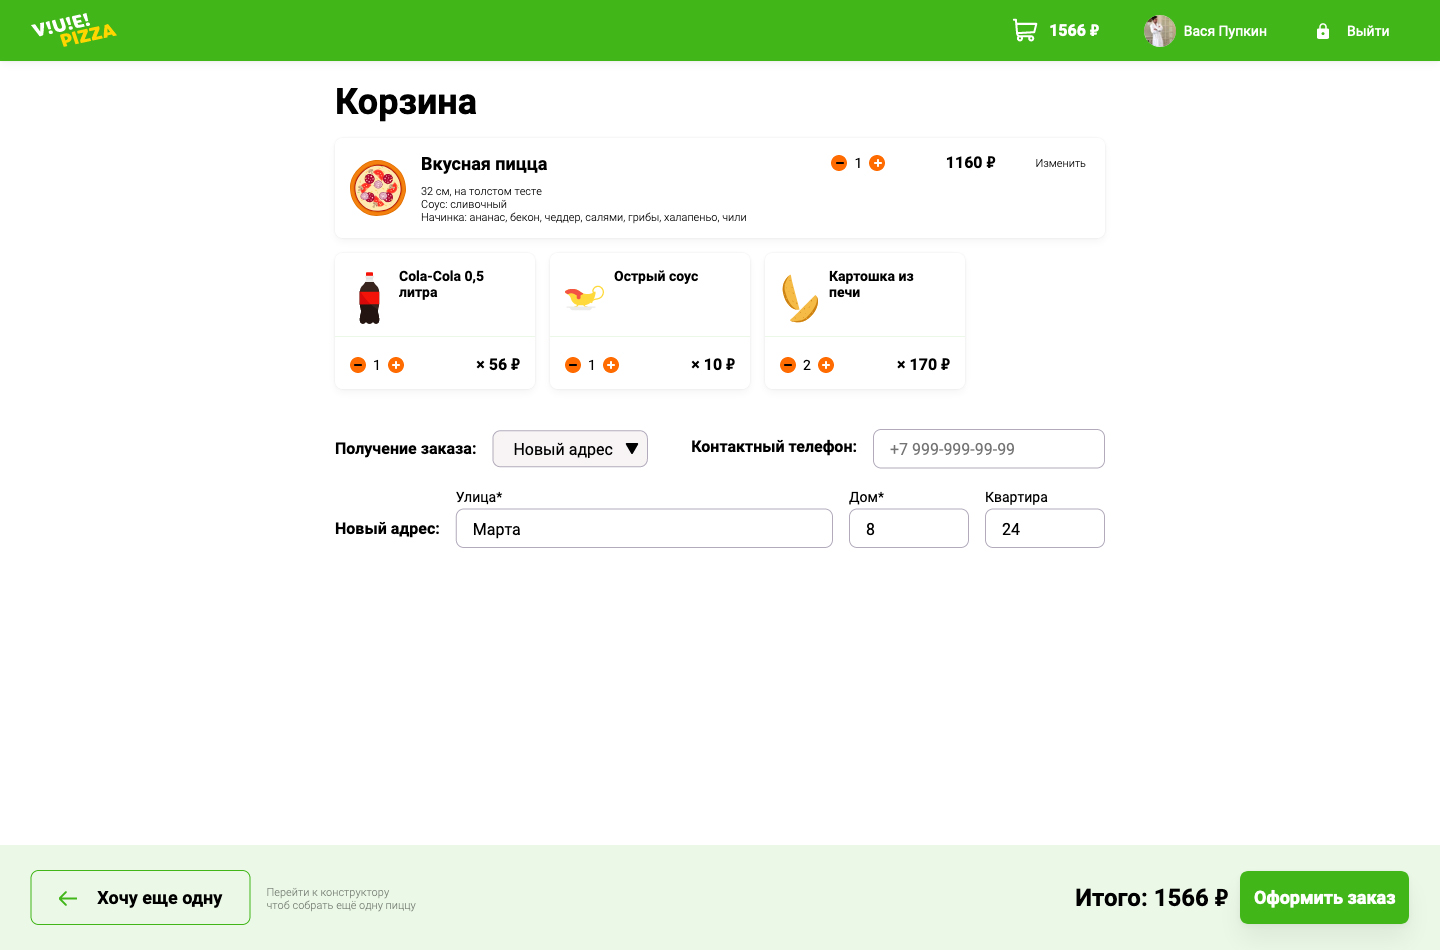 V!U!E!
PIZZA
1566 ₽
Вася Пупкин
Выйти
Корзина
Вкусная пицца
1
1160 ₽
Изменить
32 см, на толстом тесте
Соус: сливочный
Начинка: ананас, бекон, чеддер, салями, грибы, халапеньо, чили
Cola-Cola 0,5
литра
1
× 56 ₽
Острый соус
1
× 10 ₽
Картошка из
печи
2
× 170 ₽
Получение заказа:
Новый адрес
Контактный телефон:
+7 999-999-99-99
Новый адрес:
Улица*
Марта
Дом*
8
Квартира
24
Хочу еще одну
Перейти к конструктору
чтоб собрать ещё одну пиццу
Итого: 1566 ₽
Оформить заказ